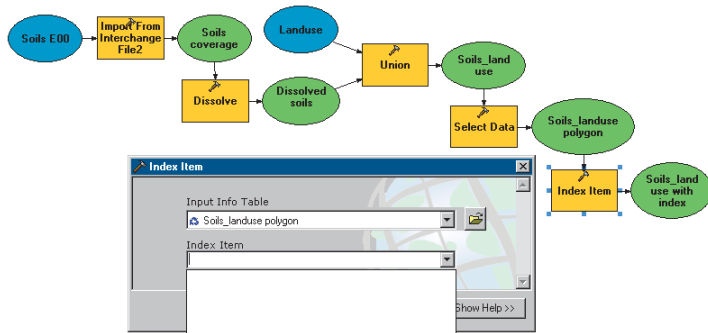 Soils E00
Import From
Interchange
File2
Soils
coverage
Landuse
Union
Soils_land
use
Dissolve
Dissolved
soils
Select Data
Soils_landuse
polygon
Index Item
Soils_land
use with
index
Index Item
Input Info Table
Soils_landuse polygon
Index Item
Show Help >>